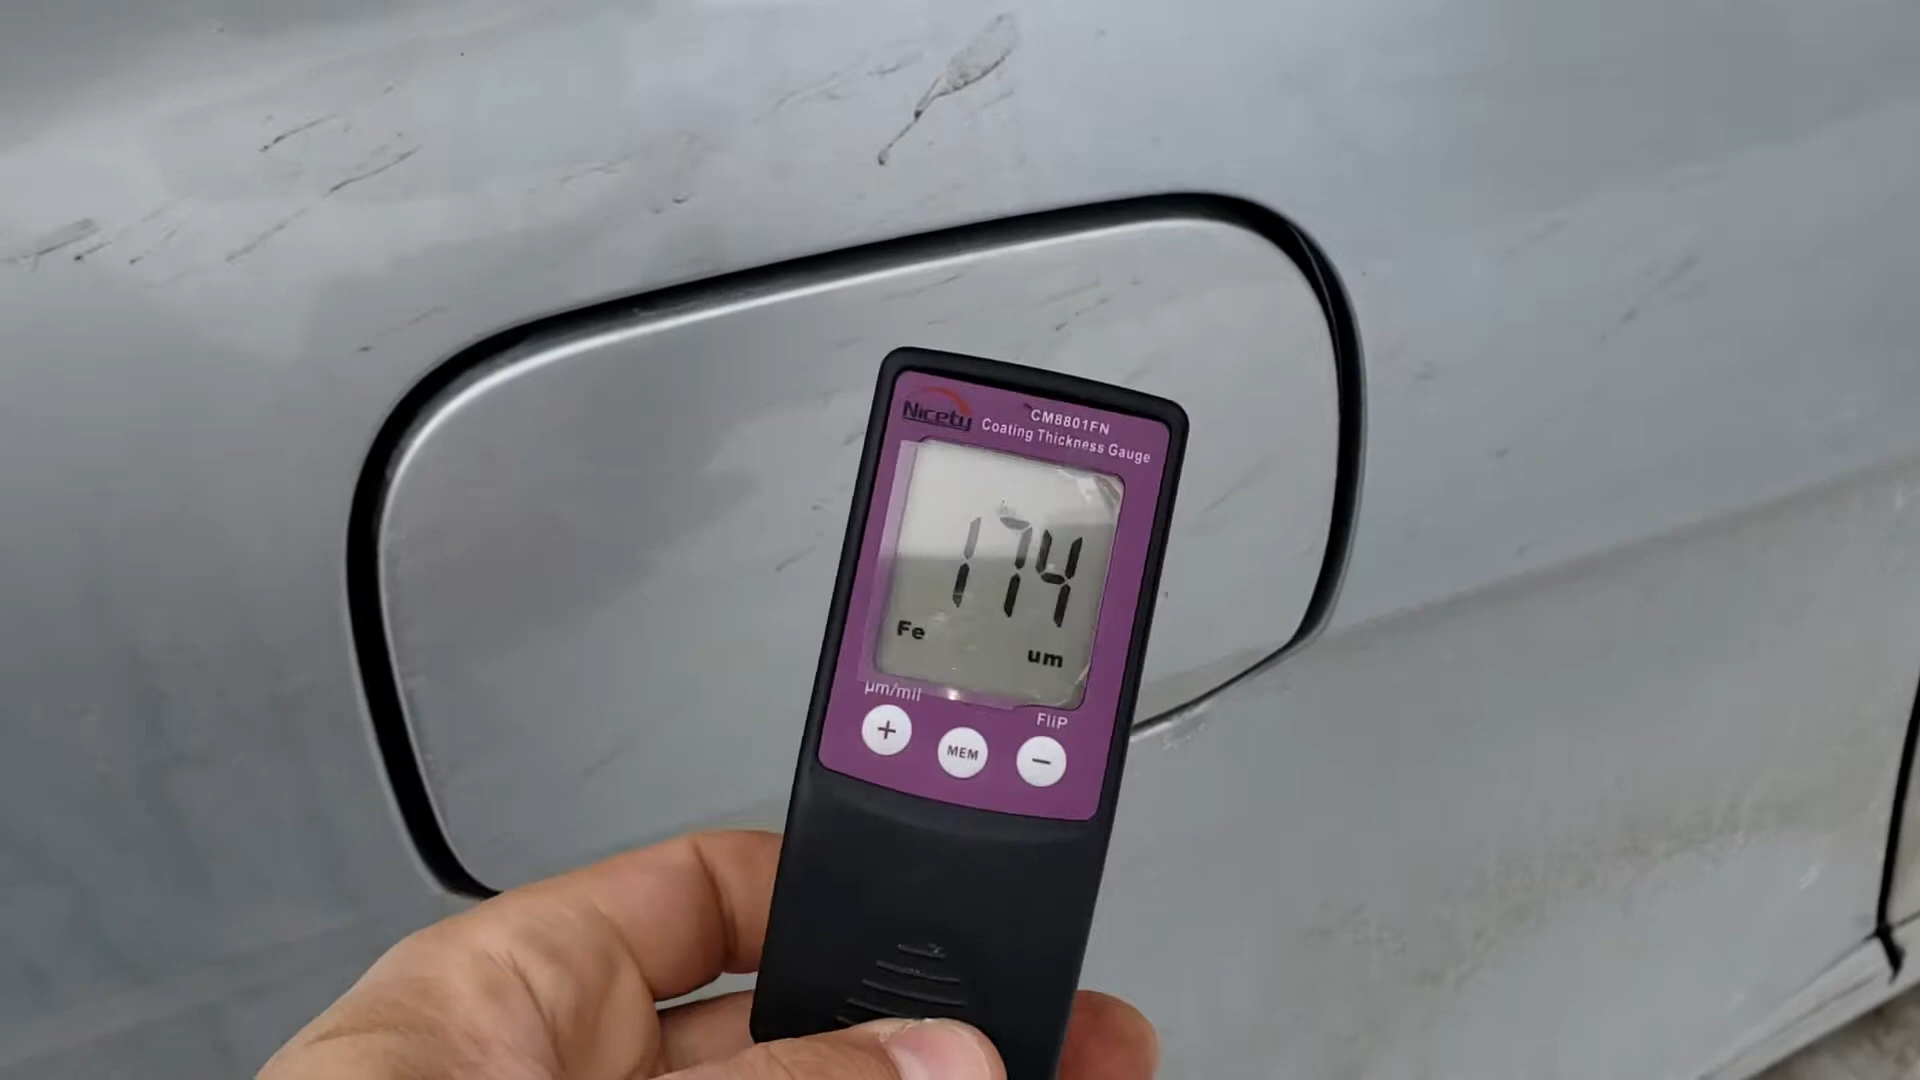 Nicety
CM8801FN
Coating Thickness Gauge
174
Fe
um
µm/mil
FliP
+
MEM
−